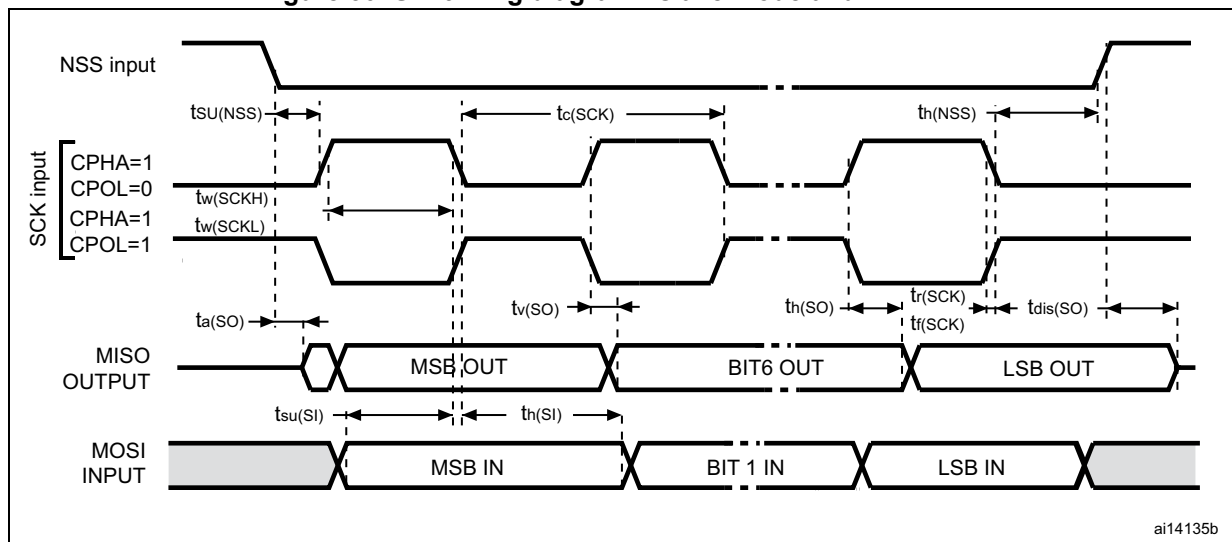 NSS input
tSU(NSS)
tc(SCK)
th(NSS)
SCK input
CPHA=1
CPOL=0
tw(SCKH)
CPHA=1
tw(SCKL)
CPOL=1
ta(SO)
tv(SO)
th(SO)
tr(SCK)
tf(SCK)
tdis(SO)
MISO
OUTPUT
MSB OUT
BIT6 OUT
LSB OUT
tsu(SI)
th(SI)
MOSI
INPUT
MSB IN
BIT 1 IN
LSB IN
ai14135b